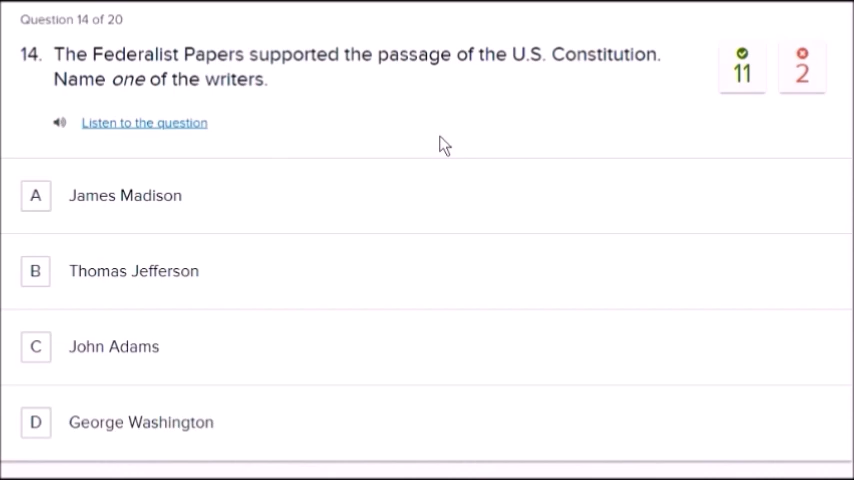 Question 14 of 20
14. The Federalist Papers supported the passage of the U.S. Constitution.
Name one of the writers.
11
2
Listen to the question
A James Madison
B Thomas Jefferson
C John Adams
D George Washington